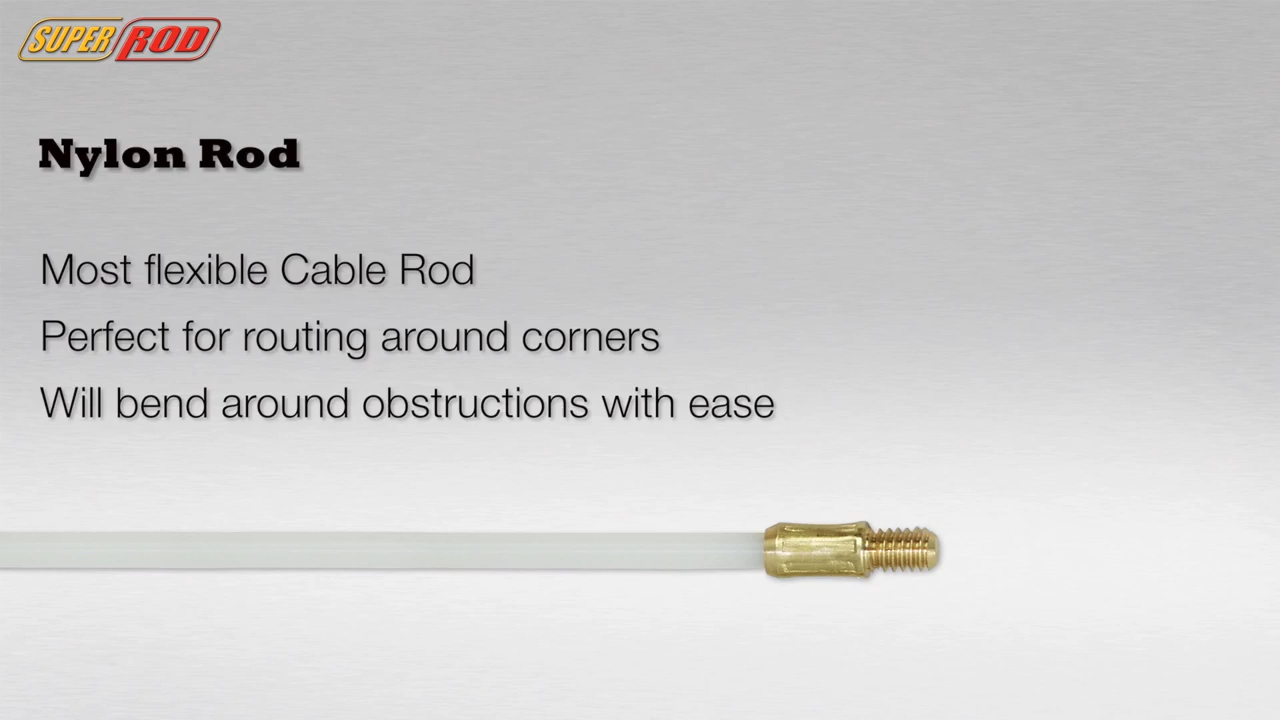 SUPER ROD
Nylon Rod
Most flexible Cable Rod
Perfect for routing around corners
Will bend around obstructions with ease